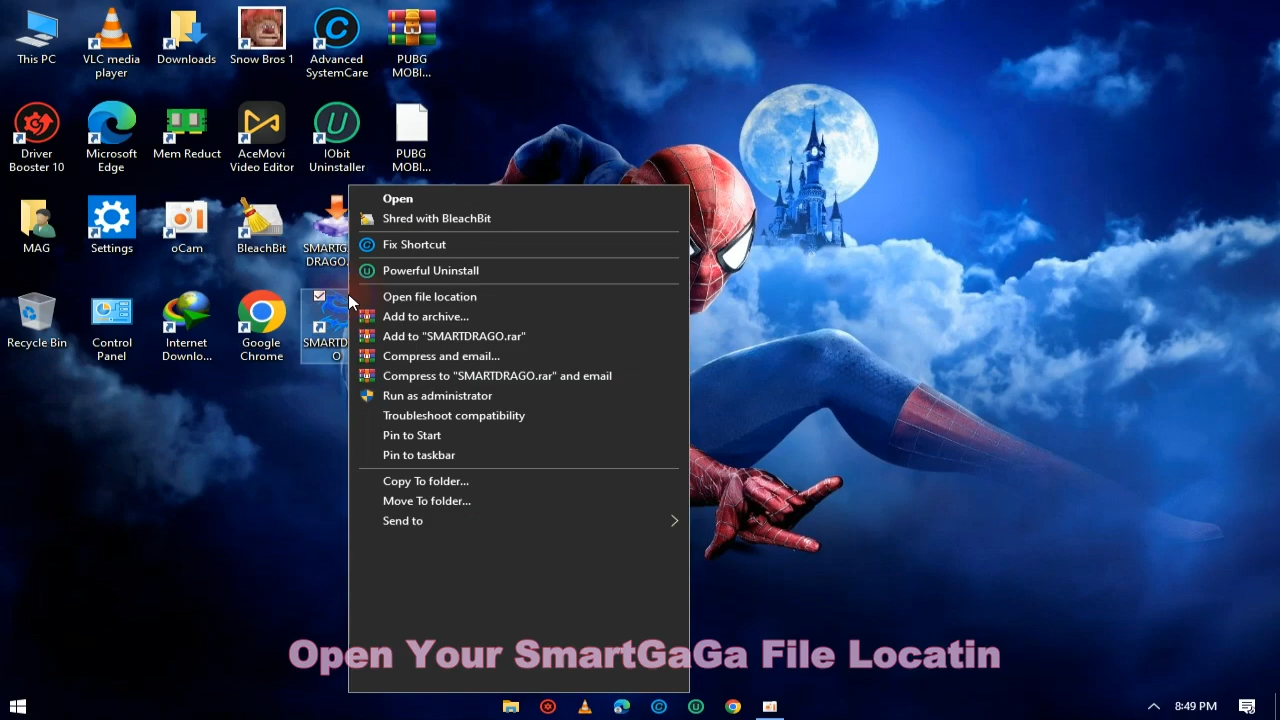 This PC
VLC media
player
Downloads
Snow Bros 1
Advanced
SystemCare
PUBG
MOBI...
Driver
Booster 10
Microsoft
Edge
Mem Reduct
AceMovi
Video Editor
IObit
Uninstaller
PUBG
MOBI...
MAG
Settings
oCam
BleachBit
DRAGO.
Recycle Bin
Control
Panel
Internet
Downlo...
Google
Chrome
O
Open
Shred with BleachBit
Fix Shortcut
Powerful Uninstall
Open file location
Add to archive...
Add to "SMARTDRAGO.rar"
Compress and email...
Compress to "SMARTDRAGO.rar" and email
Run as administrator
Troubleshoot compatibility
Pin to Start
Pin to taskbar
Copy To folder...
Move To folder...
Send to
Open Your SmartGaGa File Locatin
8:49 PM